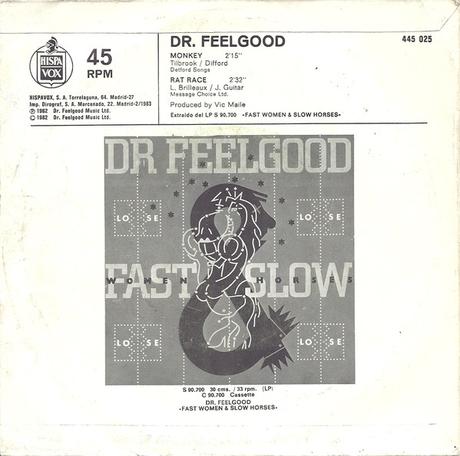 HISPA
VOX
45
RPM
HISPAVOX, S. A. Torrelaguna, 64. Madrid-27
Imp. Dirograf, S. A. Marcenado, 22. Madrid-2/1983
℗ 1982 Dr. Feelgood Music Ltd.
© 1982 Dr. Feelgood Music Ltd.
DR. FEELGOOD
445 025
MONKEY 2'15"
Tilbrook / Difford
Detford Songs
RAT RACE 2'32"
L. Brilleaux / J. Guitar
Message Choice Ltd.
Produced by Vic Maile
Extraído del LP S 90.700 «FAST WOMEN & SLOW HORSES»
DR FEELGOOD
LO SE
LO SE
FAST SLOW
WOMEN HORSES
LO SE
LO SE
S 90.700 30 cms. / 33 rpm. (LP)
C 90.700 Cassette
DR. FEELGOOD
«FAST WOMEN & SLOW HORSES»